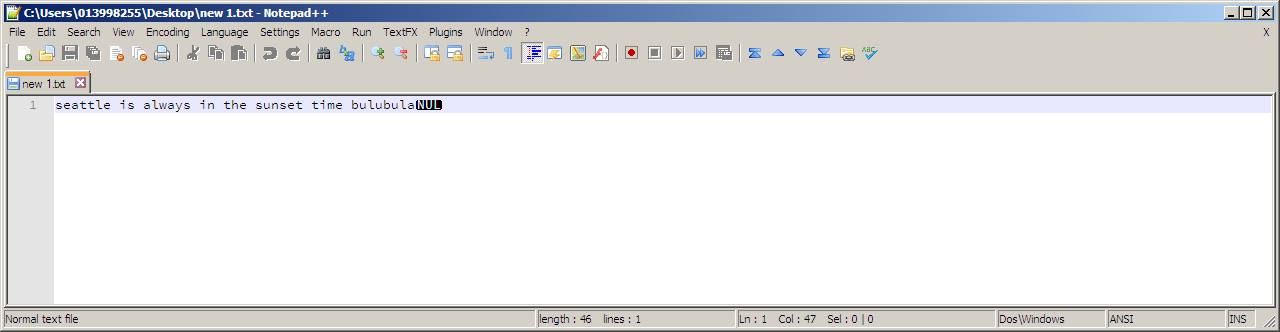 C:\Users\013998255\Desktop\new 1.txt - Notepad++
File Edit Search View Encoding Language Settings Macro Run TextFX Plugins Window ? X
new 1.txt
1 seattle is always in the sunset time bulubulaNUL
Normal text file length : 46 lines : 1 Ln : 1 Col : 47 Sel : 0 | 0 Dos\Windows ANSI INS